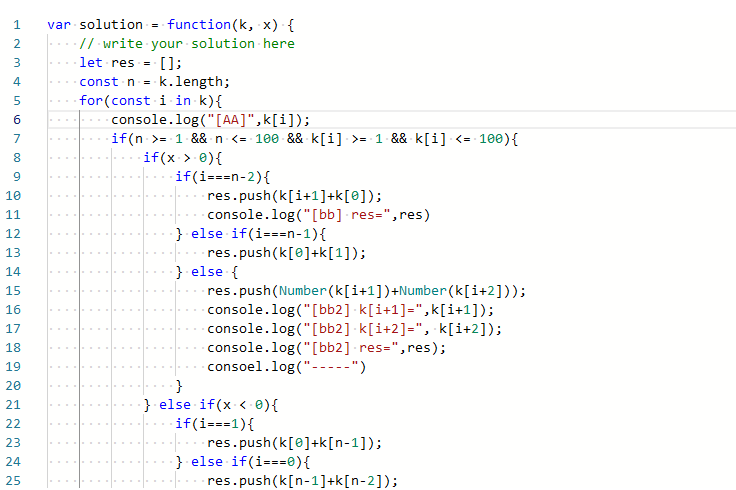 1 var solution = function(k, x) {
2 // write your solution here
3 let res = [];
4 const n = k.length;
5 for(const i in k){
6 console.log("[AA]",k[i]);
7 if(n >= 1 && n <= 100 && k[i] >= 1 && k[i] <= 100){
8 if(x > 0){
9 if(i===n-2){
10 res.push(k[i+1]+k[0]);
11 console.log("[bb] res=",res)
12 } else if(i===n-1){
13 res.push(k[0]+k[1]);
14 } else {
15 res.push(Number(k[i+1])+Number(k[i+2]));
16 console.log("[bb2] k[i+1]=",k[i+1]);
17 console.log("[bb2] k[i+2]=", k[i+2]);
18 console.log("[bb2] res=",res);
19 consoel.log("-----")
20 }
21 } else if(x < 0){
22 if(i===1){
23 res.push(k[0]+k[n-1]);
24 } else if(i===0){
25 res.push(k[n-1]+k[n-2]);